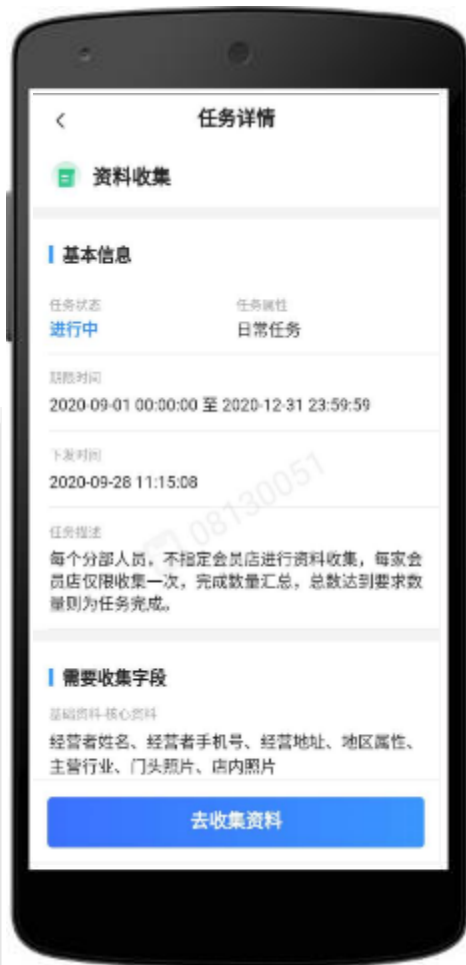 任务详情
资料收集
基本信息
任务状态 任务属性
进行中 日常任务
期限时间
2020-09-01 00:00:00 至 2020-12-31 23:59:59
下发时间
2020-09-28 11:15:08
08130051
任务描述
每个分部人员，不指定会员店进行资料收集，每家会
员店仅限收集一次，完成数量汇总，总数达到要求数
量则为任务完成。
需要收集字段
基础资料-核心资料
经营者姓名、经营者手机号、经营地址、地区属性、
主营行业、门头照片、店内照片
去收集资料